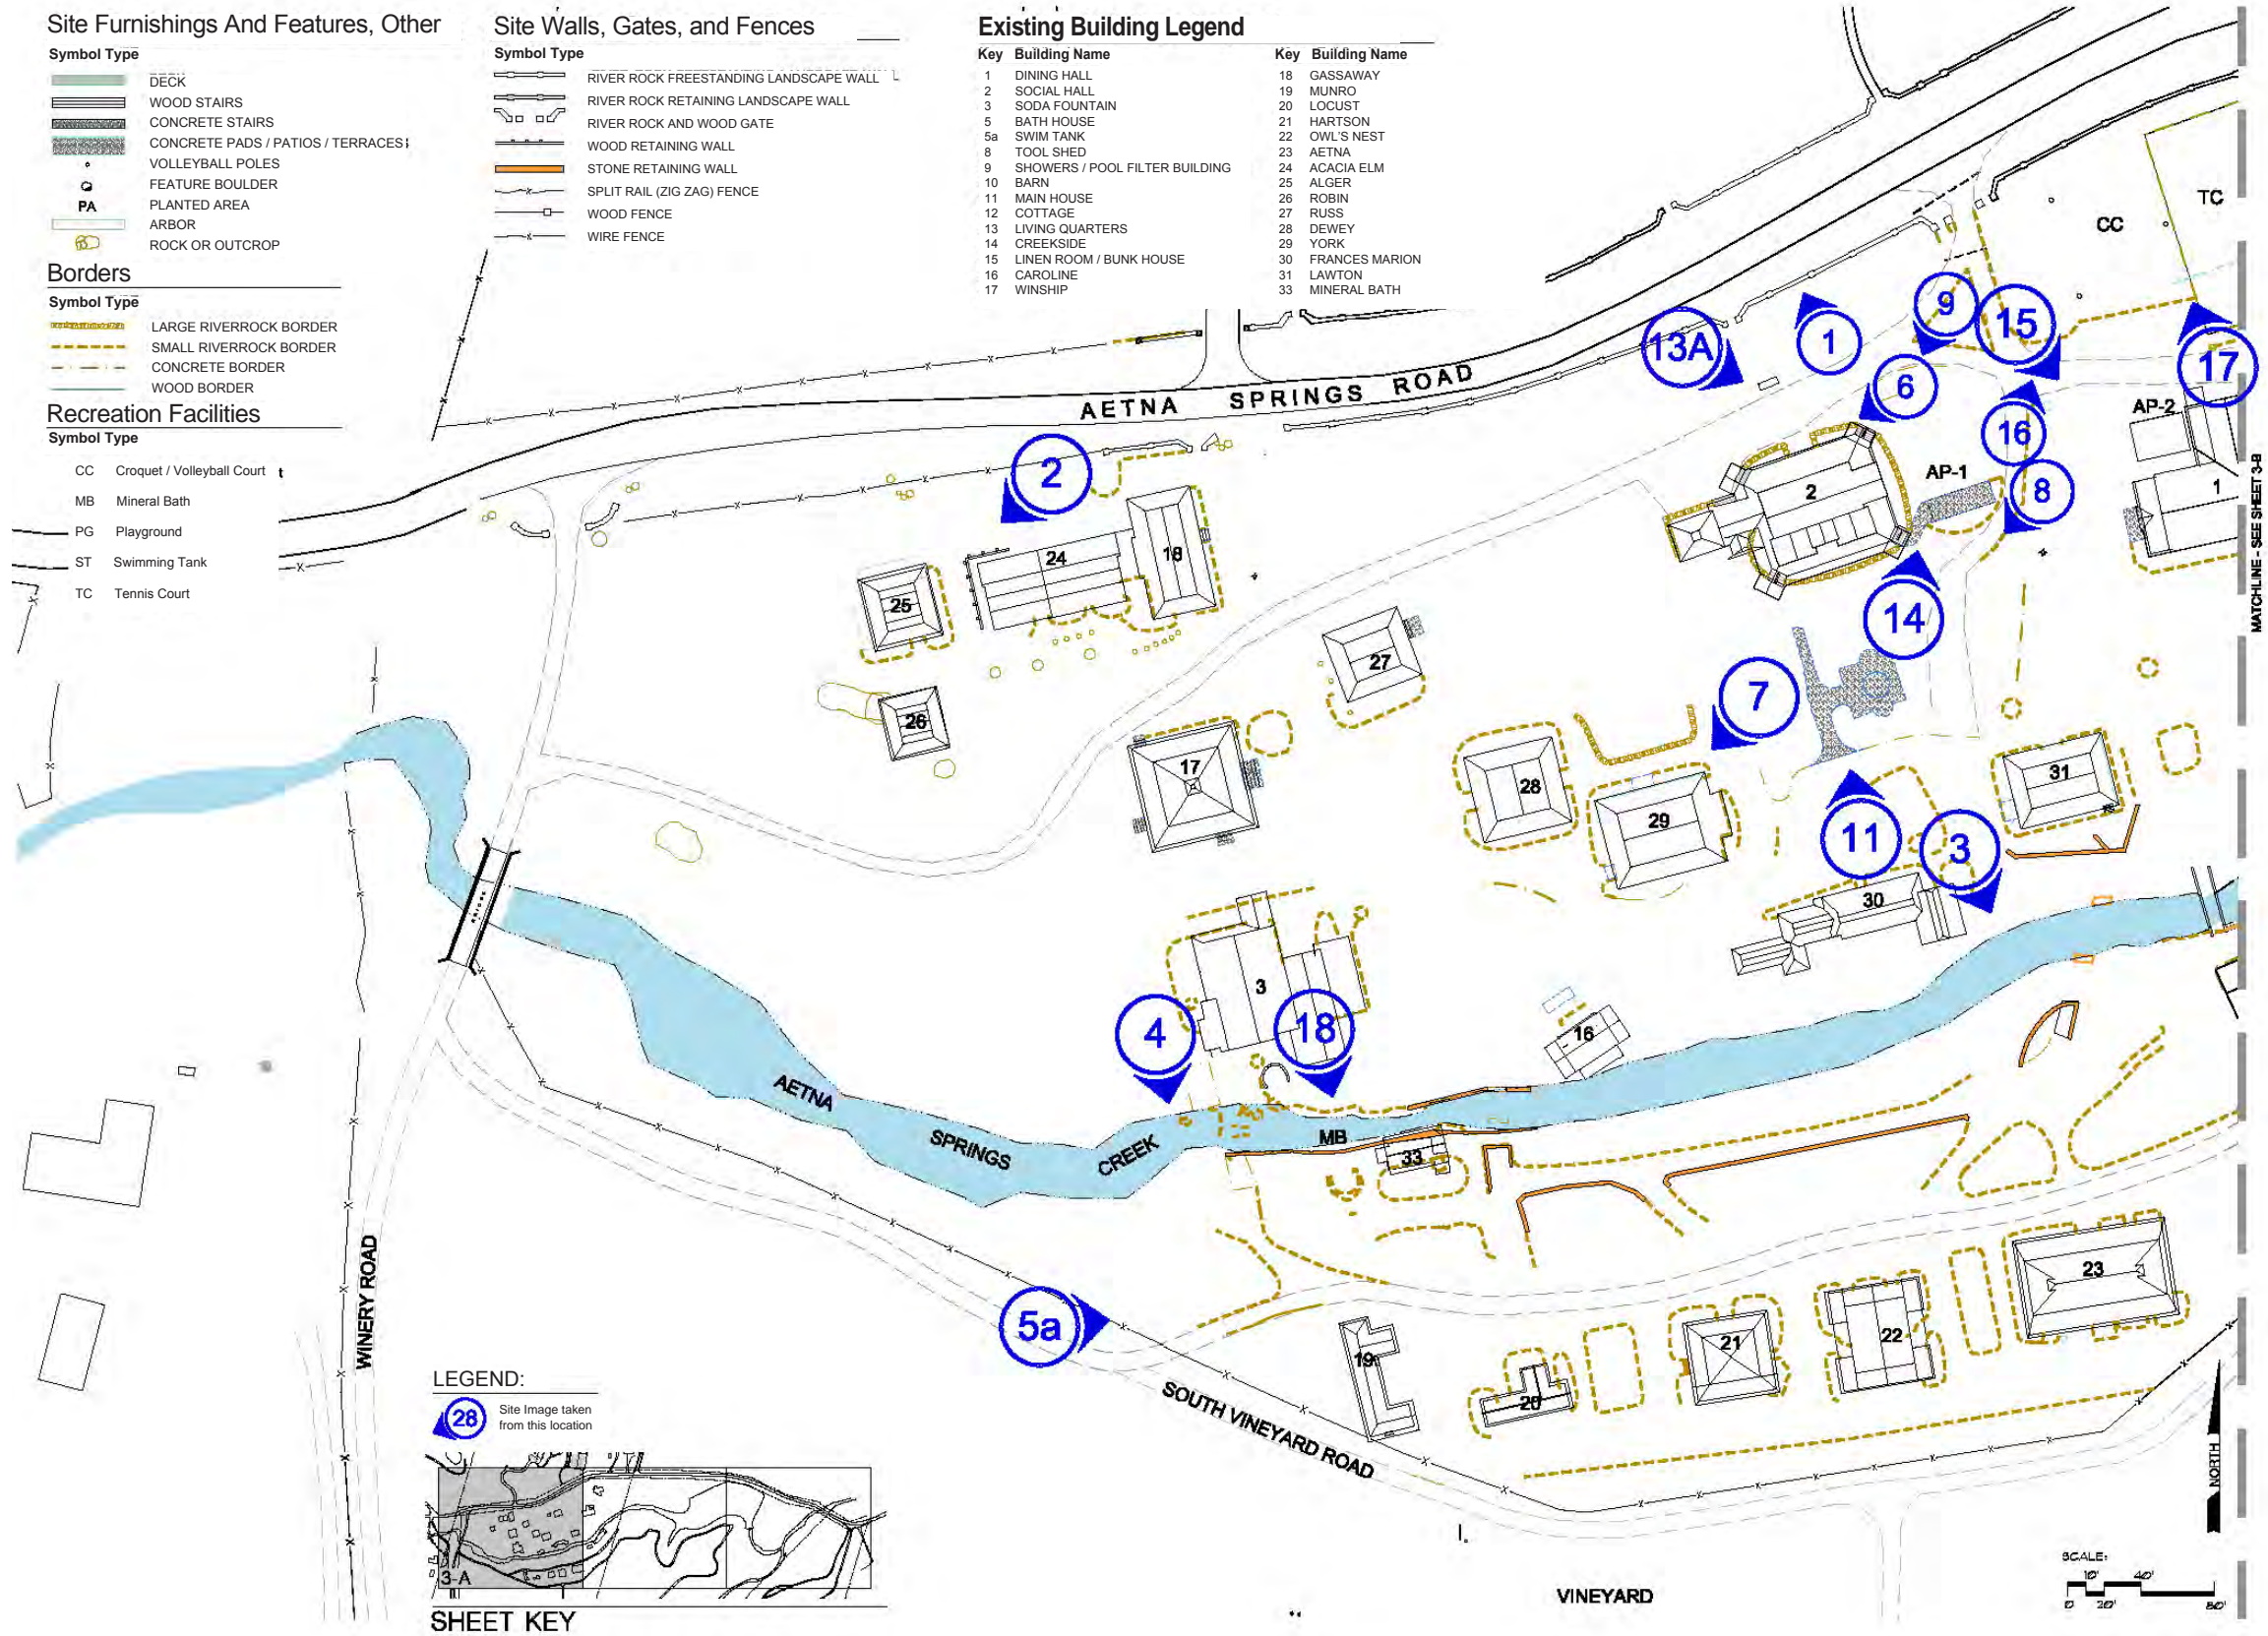 Site Furnishings And Features, Other
Symbol Type
DECK
WOOD STAIRS
CONCRETE STAIRS
CONCRETE PADS / PATIOS / TERRACES
VOLLEYBALL POLES
FEATURE BOULDER
PA PLANTED AREA
ARBOR
ROCK OR OUTCROP
Borders
Symbol Type
LARGE RIVERROCK BORDER
SMALL RIVERROCK BORDER
CONCRETE BORDER
WOOD BORDER
Recreation Facilities
Symbol Type
CC Croquet / Volleyball Court
MB Mineral Bath
PG Playground
ST Swimming Tank
TC Tennis Court
Site Walls, Gates, and Fences
Symbol Type
RIVER ROCK FREESTANDING LANDSCAPE WALL
RIVER ROCK RETAINING LANDSCAPE WALL
RIVER ROCK AND WOOD GATE
WOOD RETAINING WALL
STONE RETAINING WALL
SPLIT RAIL (ZIG ZAG) FENCE
WOOD FENCE
WIRE FENCE
Existing Building Legend
Key Building Name
1 DINING HALL
2 SOCIAL HALL
3 SODA FOUNTAIN
5 BATH HOUSE
5a SWIM TANK
8 TOOL SHED
9 SHOWERS / POOL FILTER BUILDING
10 BARN
11 MAIN HOUSE
12 COTTAGE
13 LIVING QUARTERS
14 CREEKSIDE
15 LINEN ROOM / BUNK HOUSE
16 CAROLINE
17 WINSHIP
Key Building Name
18 GASSAWAY
19 MUNRO
20 LOCUST
21 HARTSON
22 OWL'S NEST
23 AETNA
24 ACACIA ELM
25 ALGER
26 ROBIN
27 RUSS
28 DEWEY
29 YORK
30 FRANCES MARION
31 LAWTON
33 MINERAL BATH
TC
CC
9
15
13A
1
17
6
AETNA SPRINGS ROAD
AP-2
16
2
AP-1
2
8
1
MATCHLINE - SEE SHEET 3-B
24
18
25
14
27
26
7
17
31
28
29
11
3
30
3
4
18
16
AETNA
SPRINGS
CREEK
MB
33
BRIDGE
WINERY ROAD
23
5a
22
21
19
20
SOUTH VINEYARD ROAD
LEGEND:
28
Site Image taken
from this location
3-A
SHEET KEY
I.
VINEYARD
NORTH
SCALE:
10' 40'
0 20' 80'